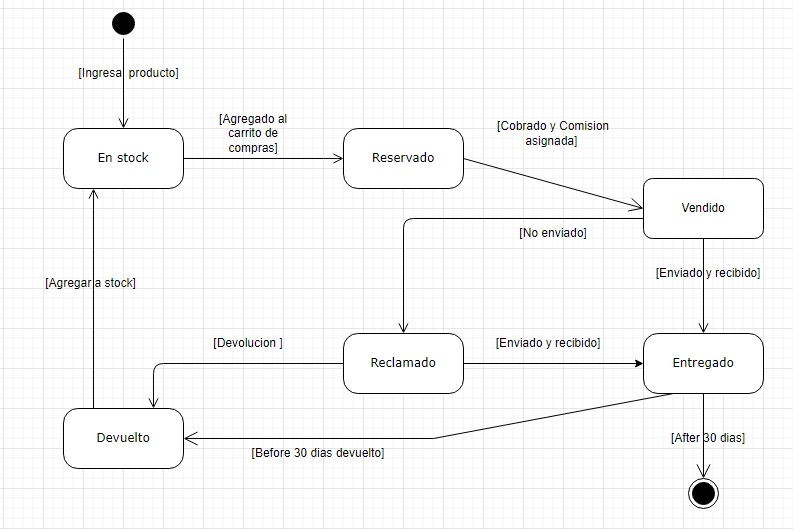 [Ingresa producto]
[Agregado al
carrito de
compras]
[Cobrado y Comision
asignada]
En stock
Reservado
Vendido
[No enviado]
[Enviado y recibido]
[Agregar a stock]
[Devolucion ]
[Enviado y recibido]
Reclamado
Entregado
Devuelto
[Before 30 dias devuelto]
[After 30 dias]